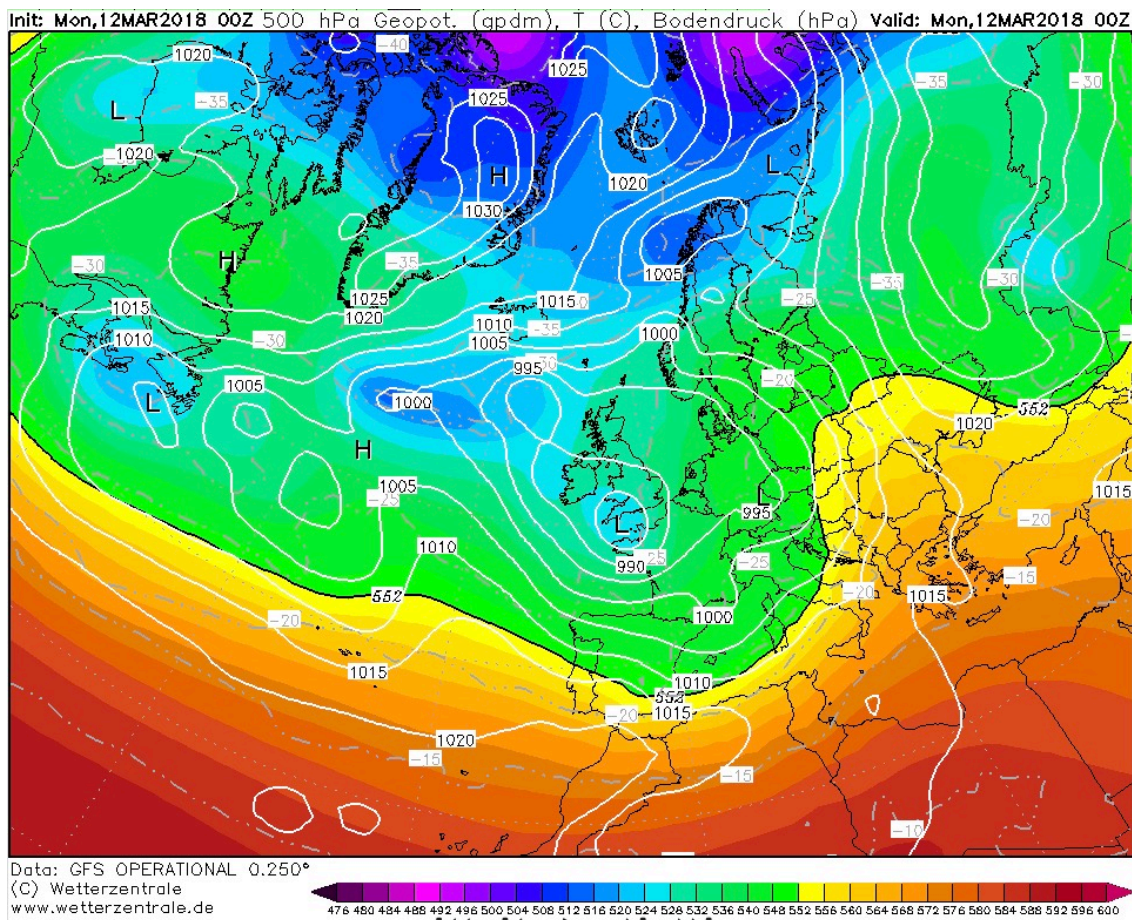 Init: Mon,12MAR2018 00Z 500 hPa Geopot. (gpdm), T (C), Bodendruck (hPa) Valid: Mon,12MAR2018 00Z
1020 -40 1025 -35 -30
-35 1025
L
1020 H 1020 L
1030
H -35 1005 -35
-30 1025 1015 -25 -30
1015 1020 1010 -35 1000
1010 -30 1005 -30
1005 995 -20
L 1000 552
H 1020
1005 L 1015
-25 L 995 -20
1010 990 -25 -25
552 -15
-20 1000 -20 1015
1015 1010
552
-20 1015
1020
-15 -15
-10
Data: GFS OPERATIONAL 0.250°
(C) Wetterzentrale
www.wetterzentrale.de
476 480 484 488 492 496 500 504 508 512 516 520 524 528 532 536 540 544 548 552 556 560 564 568 572 576 580 584 588 592 596 600